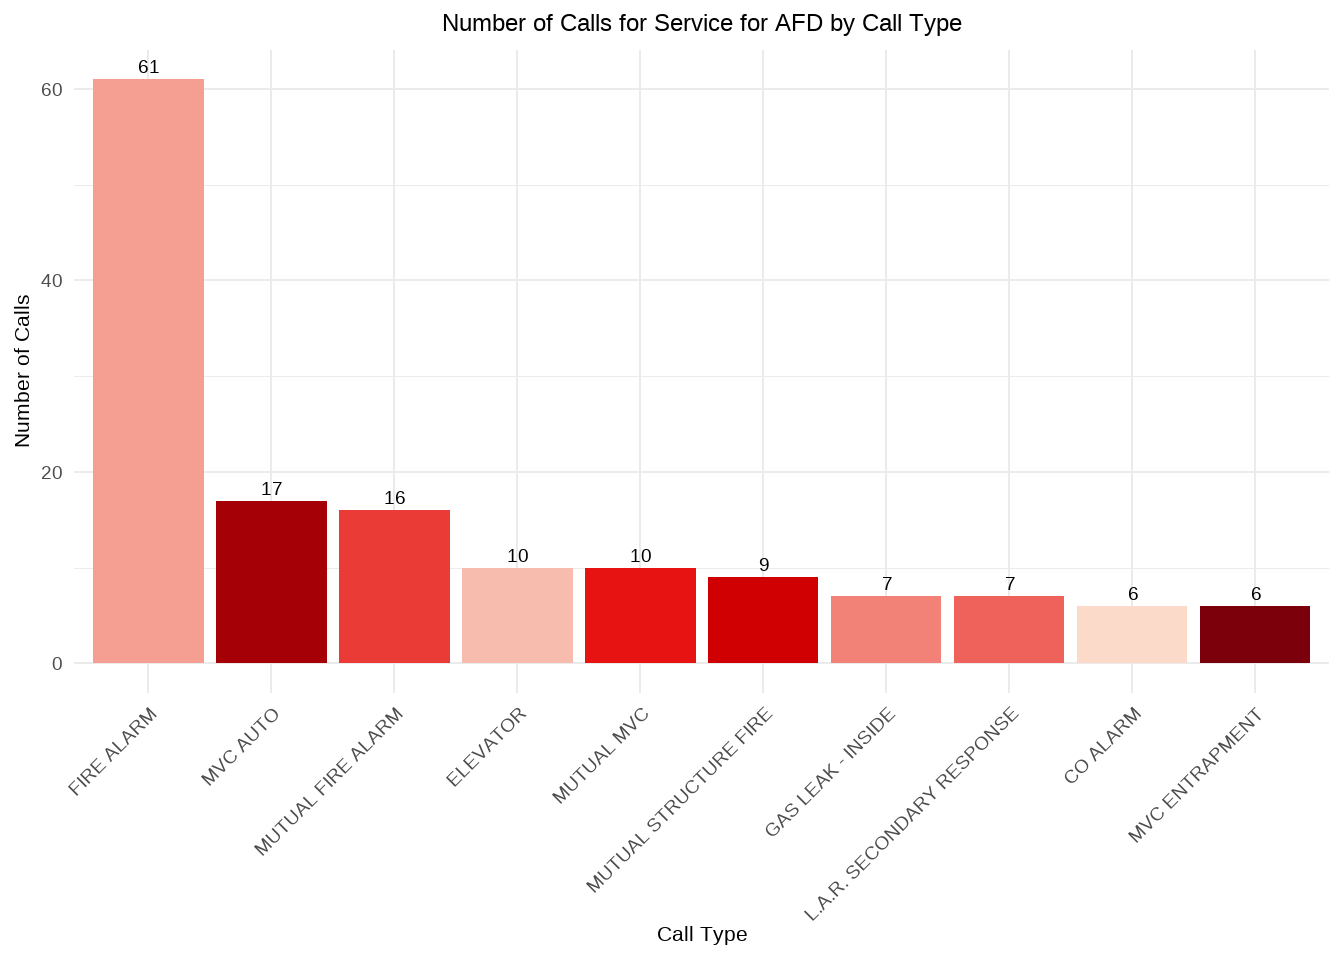 Number of Calls for Service for AFD by Call Type
Number of Calls
60
40
20
0
61
17
16
10
10
9
7
7
6
6
FIRE ALARM
MVC AUTO
MUTUAL FIRE ALARM
ELEVATOR
MUTUAL MVC
MUTUAL STRUCTURE FIRE
GAS LEAK - INSIDE
L.A.R. SECONDARY RESPONSE
CO ALARM
MVC ENTRAPMENT
Call Type